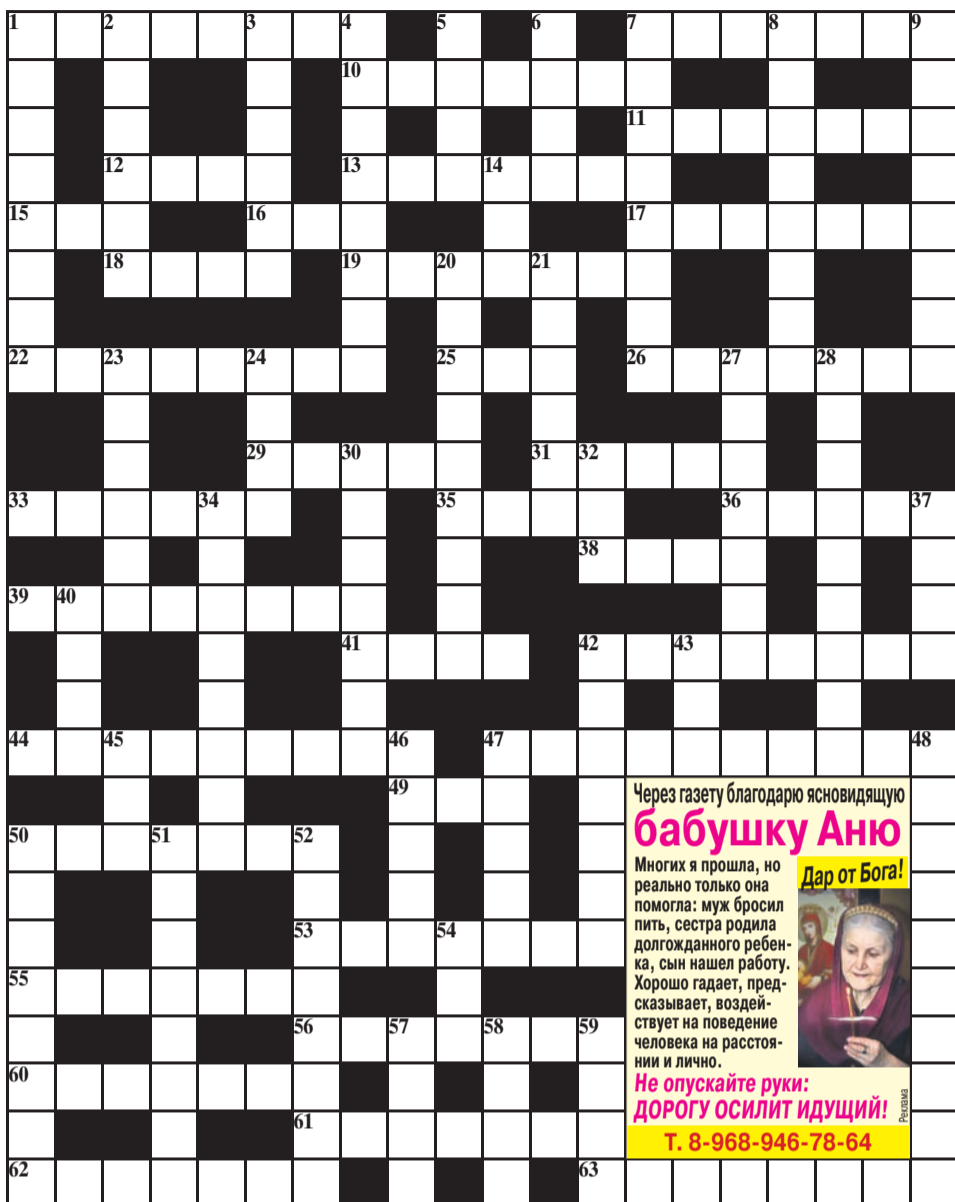 1 2 3 4 5 6 7 8 9
10
11
12 13 14
15 16 17
18 19 20 21
22 23 24 25 26 27 28
29 30 31 32
33 34 35 36 37
38
39 40
41 42 43
44 45 46 47 48
49
50 51 52
53 54
55
56 57 58 59
60
61
62 63
Через газету благодарю ясновидящую
бабушку Аню
Дар от Бога!
Многих я прошла, но
реально только она
помогла: муж бросил
пить, сестра родила
долгожданного ребен-
ка, сын нашел работу.
Хорошо гадает, пред-
сказывает, воздей-
ствует на поведение
человека на расстоя-
нии и лично.
Не опускайте руки:
ДОРОГУ ОСИЛИТ ИДУЩИЙ!
Реклама
Т. 8-968-946-78-64